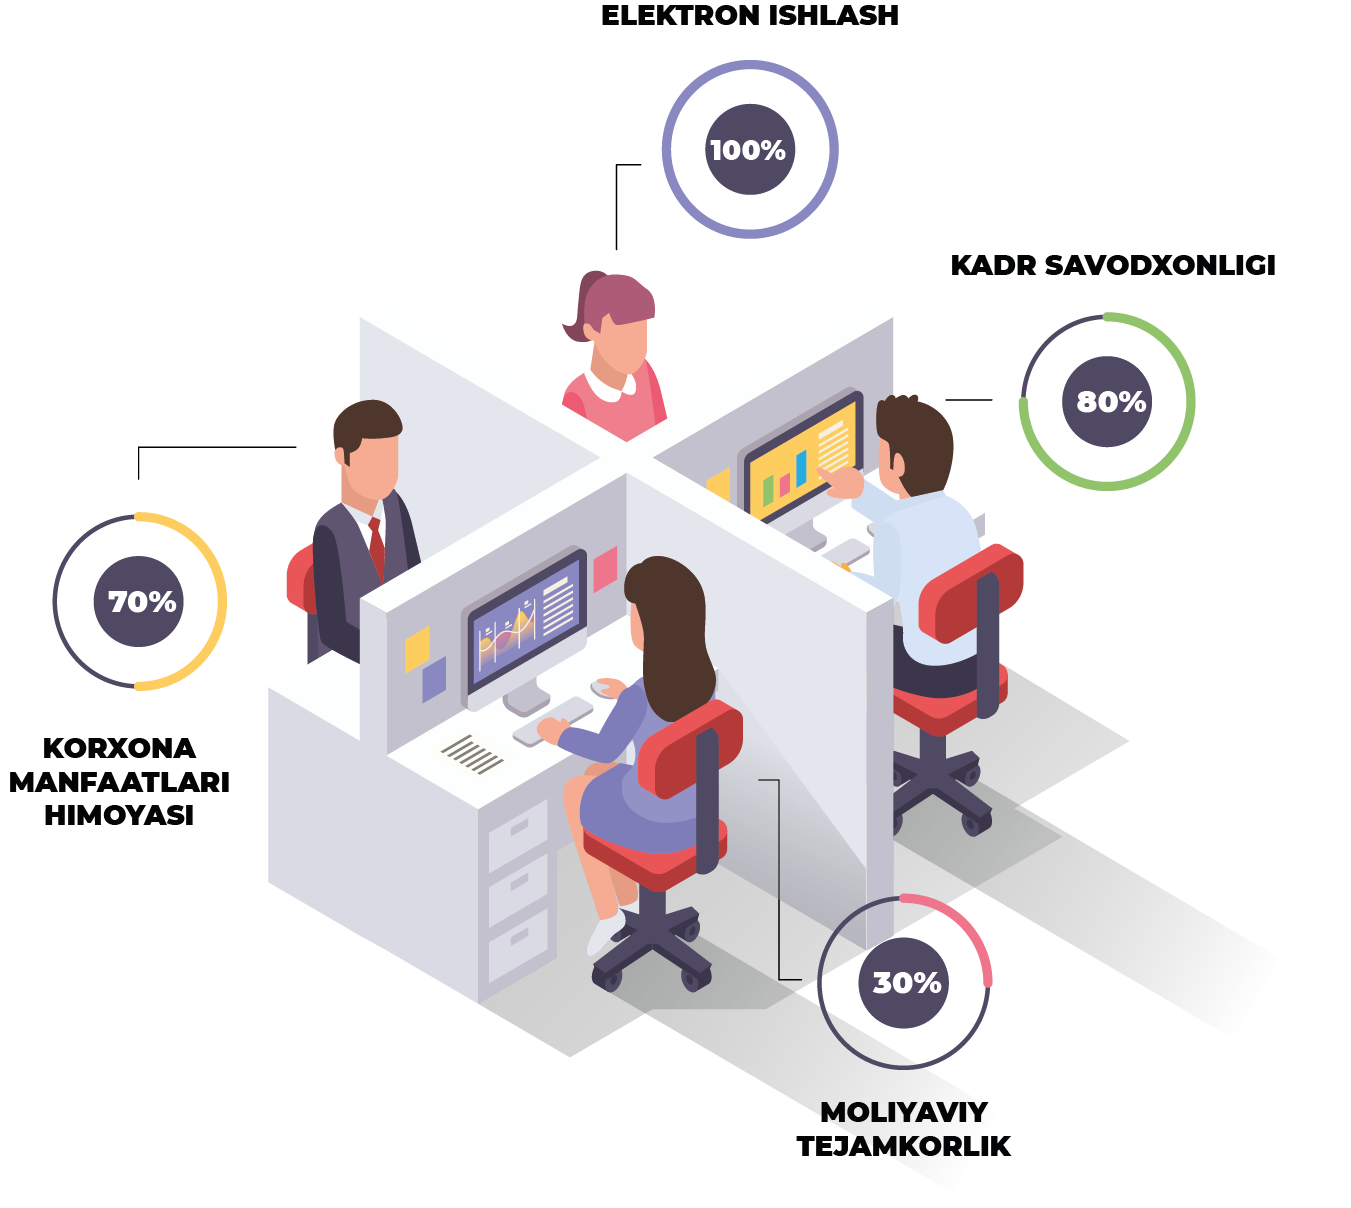 ELEKTRON ISHLASH
100%
KADR SAVODXONLIGI
80%
70%
KORXONA
MANFAATLARI
HIMOYASI
30%
MOLIYAVIY
TEJAMKORLIK